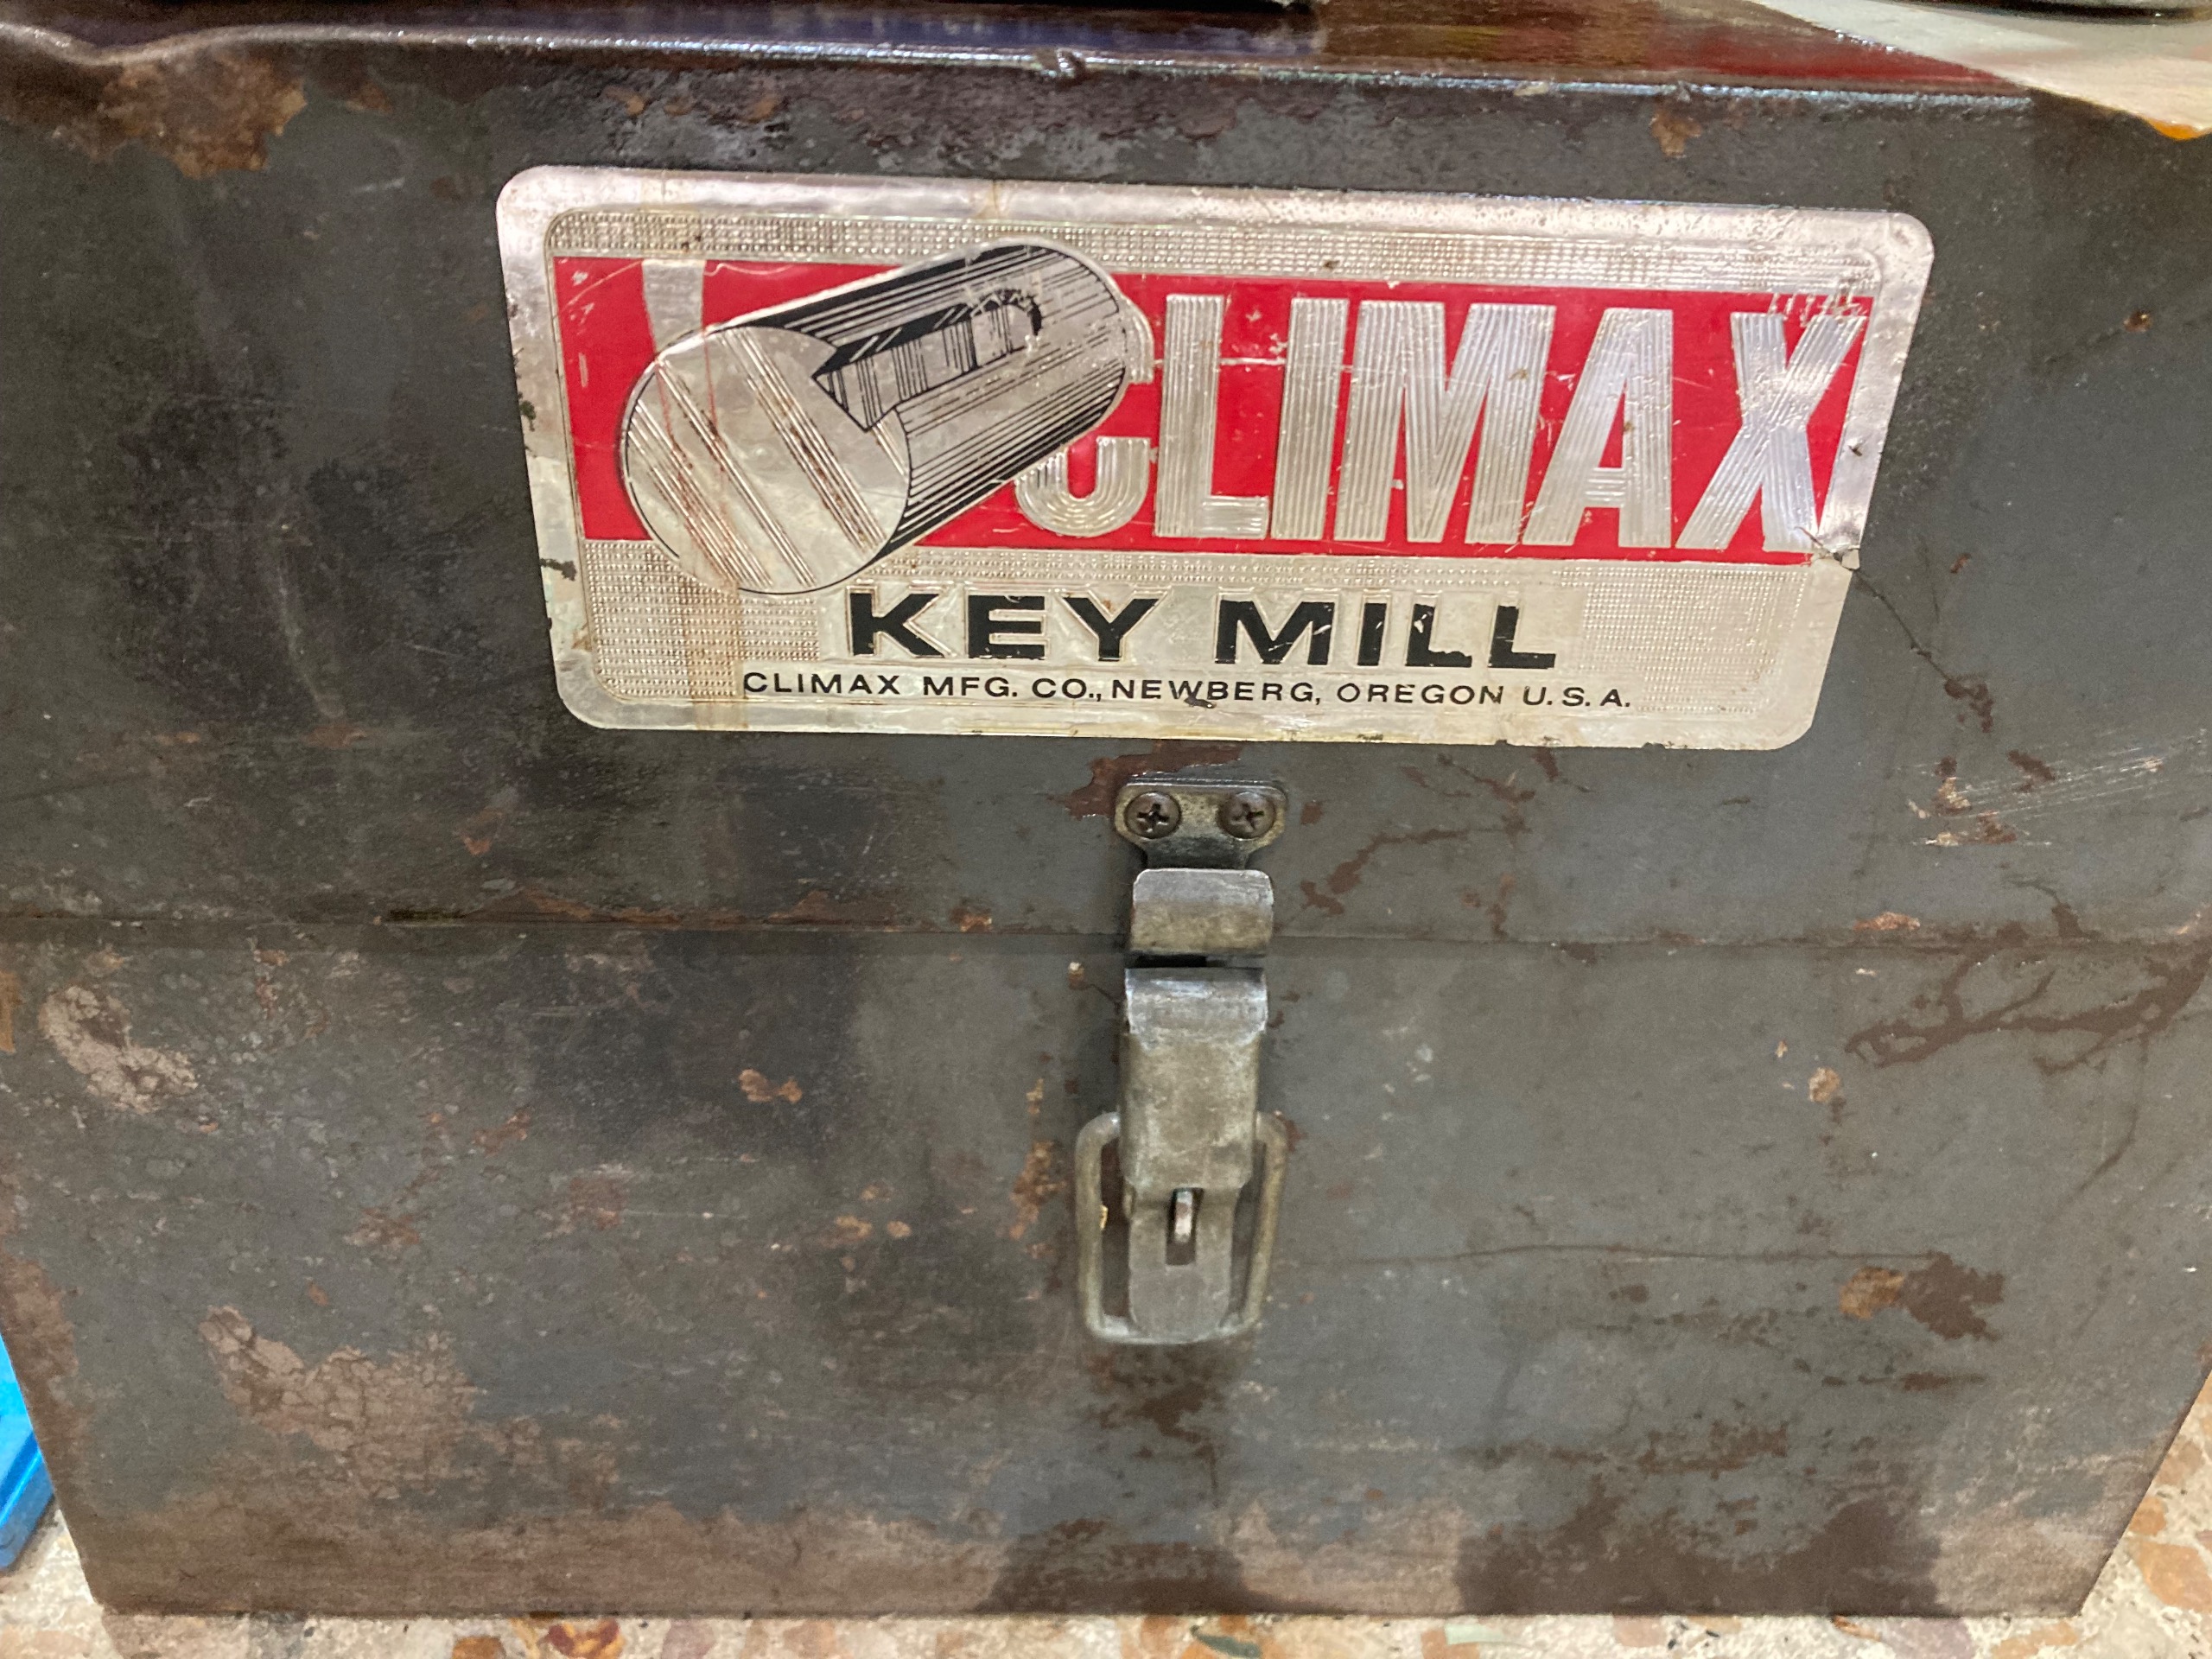 CLIMAX
KEY MILL
CLIMAX MFG. CO., NEWBERG, OREGON U.S.A.